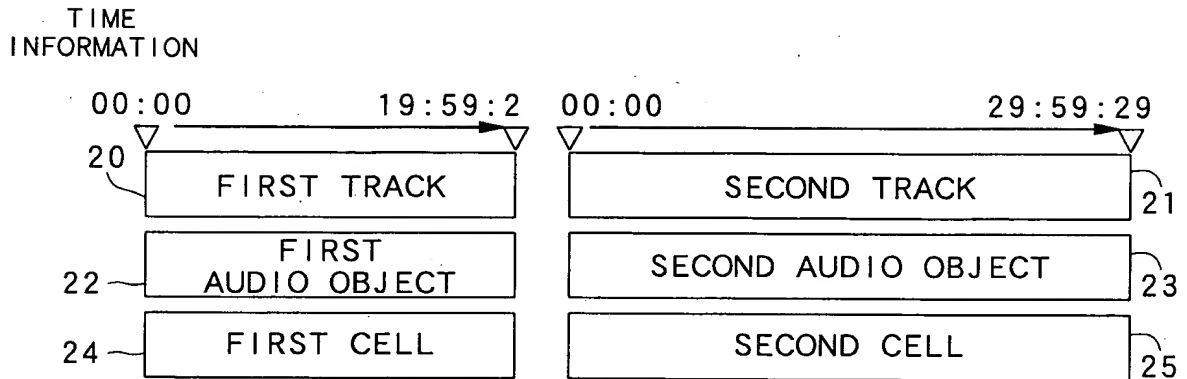 TIME
INFORMATION
00:00 19:59:2 00:00 29:59:29
20 FIRST TRACK SECOND TRACK 21
FIRST
AUDIO OBJECT
22 SECOND AUDIO OBJECT 23
24 FIRST CELL SECOND CELL 25